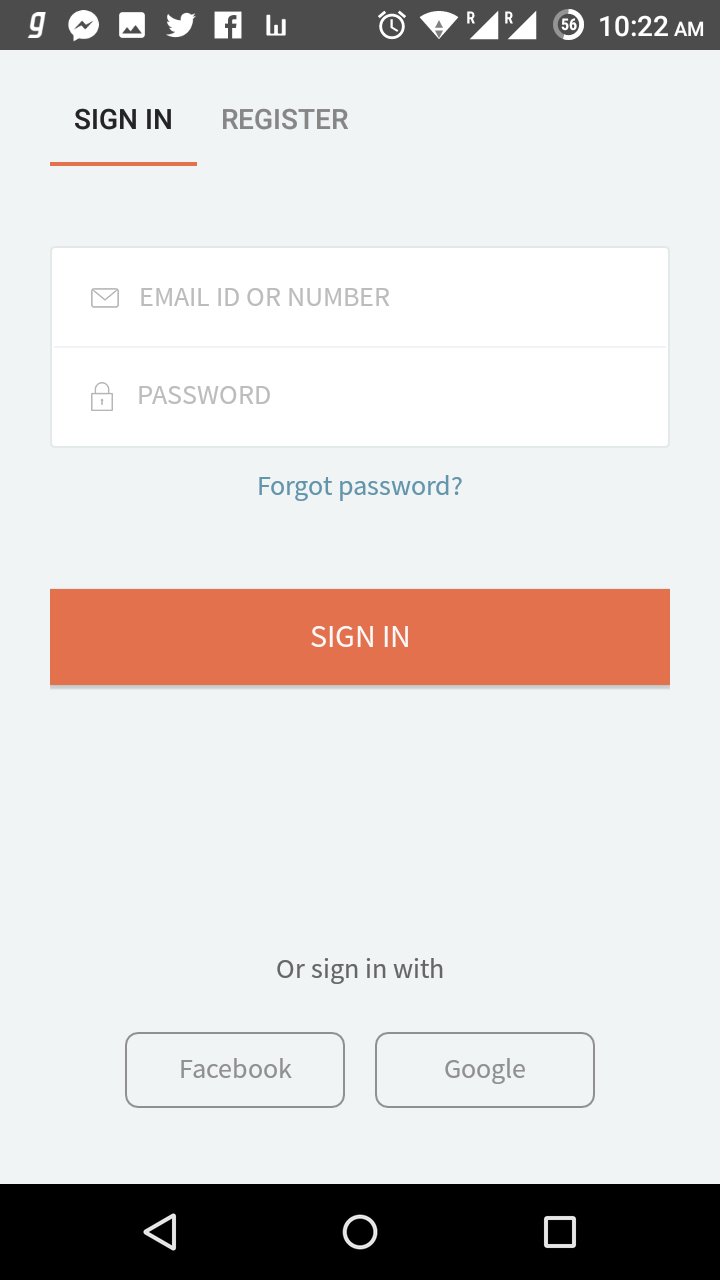 R R 56 10:22 AM
SIGN IN REGISTER
EMAIL ID OR NUMBER
PASSWORD
Forgot password?
SIGN IN
Or sign in with
Facebook Google